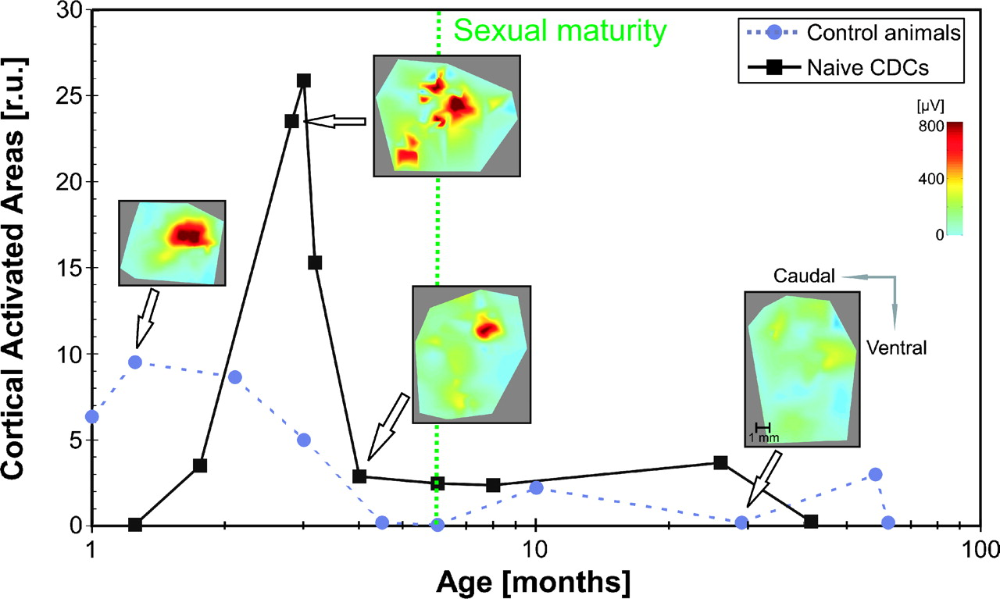 30
25
20
15
10
5
0
Cortical Activated Areas [r.u.]
Sexual maturity
Control animals
Naive CDCs
[µV]
800
400
0
Caudal
Ventral
1 mm
1
10
100
Age [months]